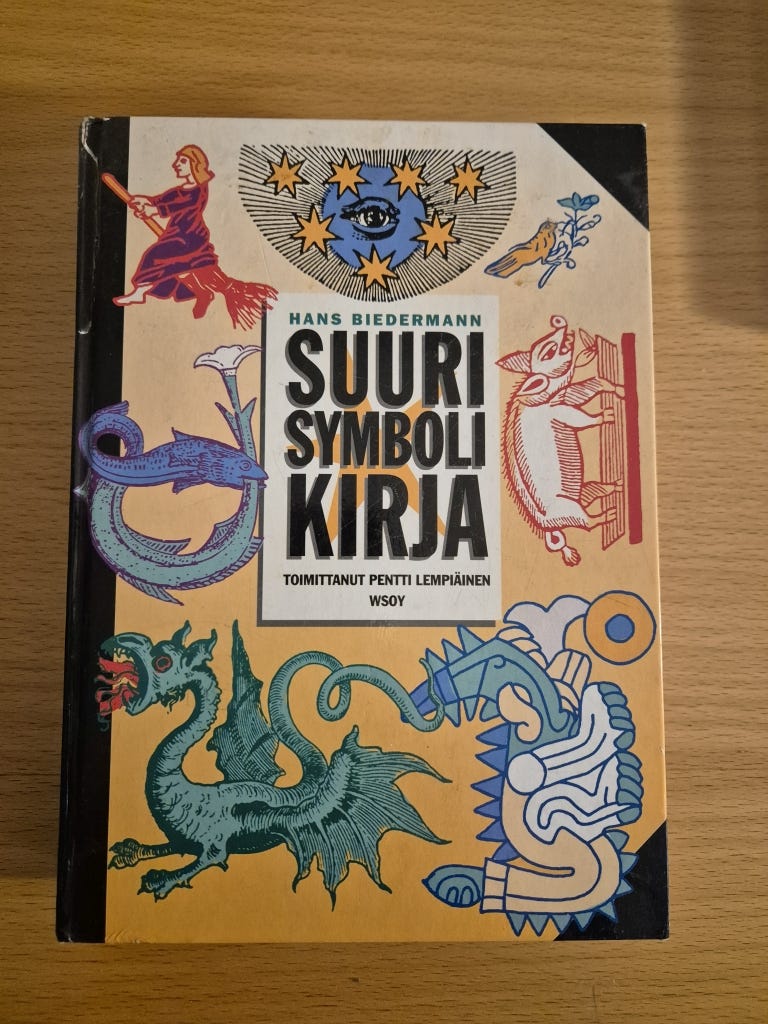 HANS BIEDERMANN
SUURI
SYMBOLI
KIRJA
TOIMITTANUT PENTTI LEMPIÄINEN
WSOY